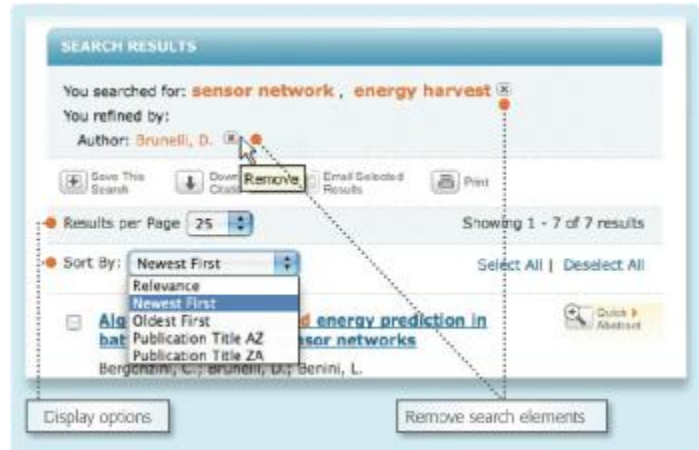 SEARCH RESULTS
You searched for: sensor network , energy harvest
You refined by:
Author: Brunelli, D.
Save This
Search
Remove
Email Selected
Results
Print
Results per Page 25
Showing 1 - 7 of 7 results
Sort By: Newest First
Select All | Deselect All
Relevance
Newest First
Oldest First
Publication Title AZ
Publication Title ZA
energy prediction in
sor networks
Quick
Abstract
Bergonzini, C.; Brunelli, D.; Benini, L.
Display options
Remove search elements